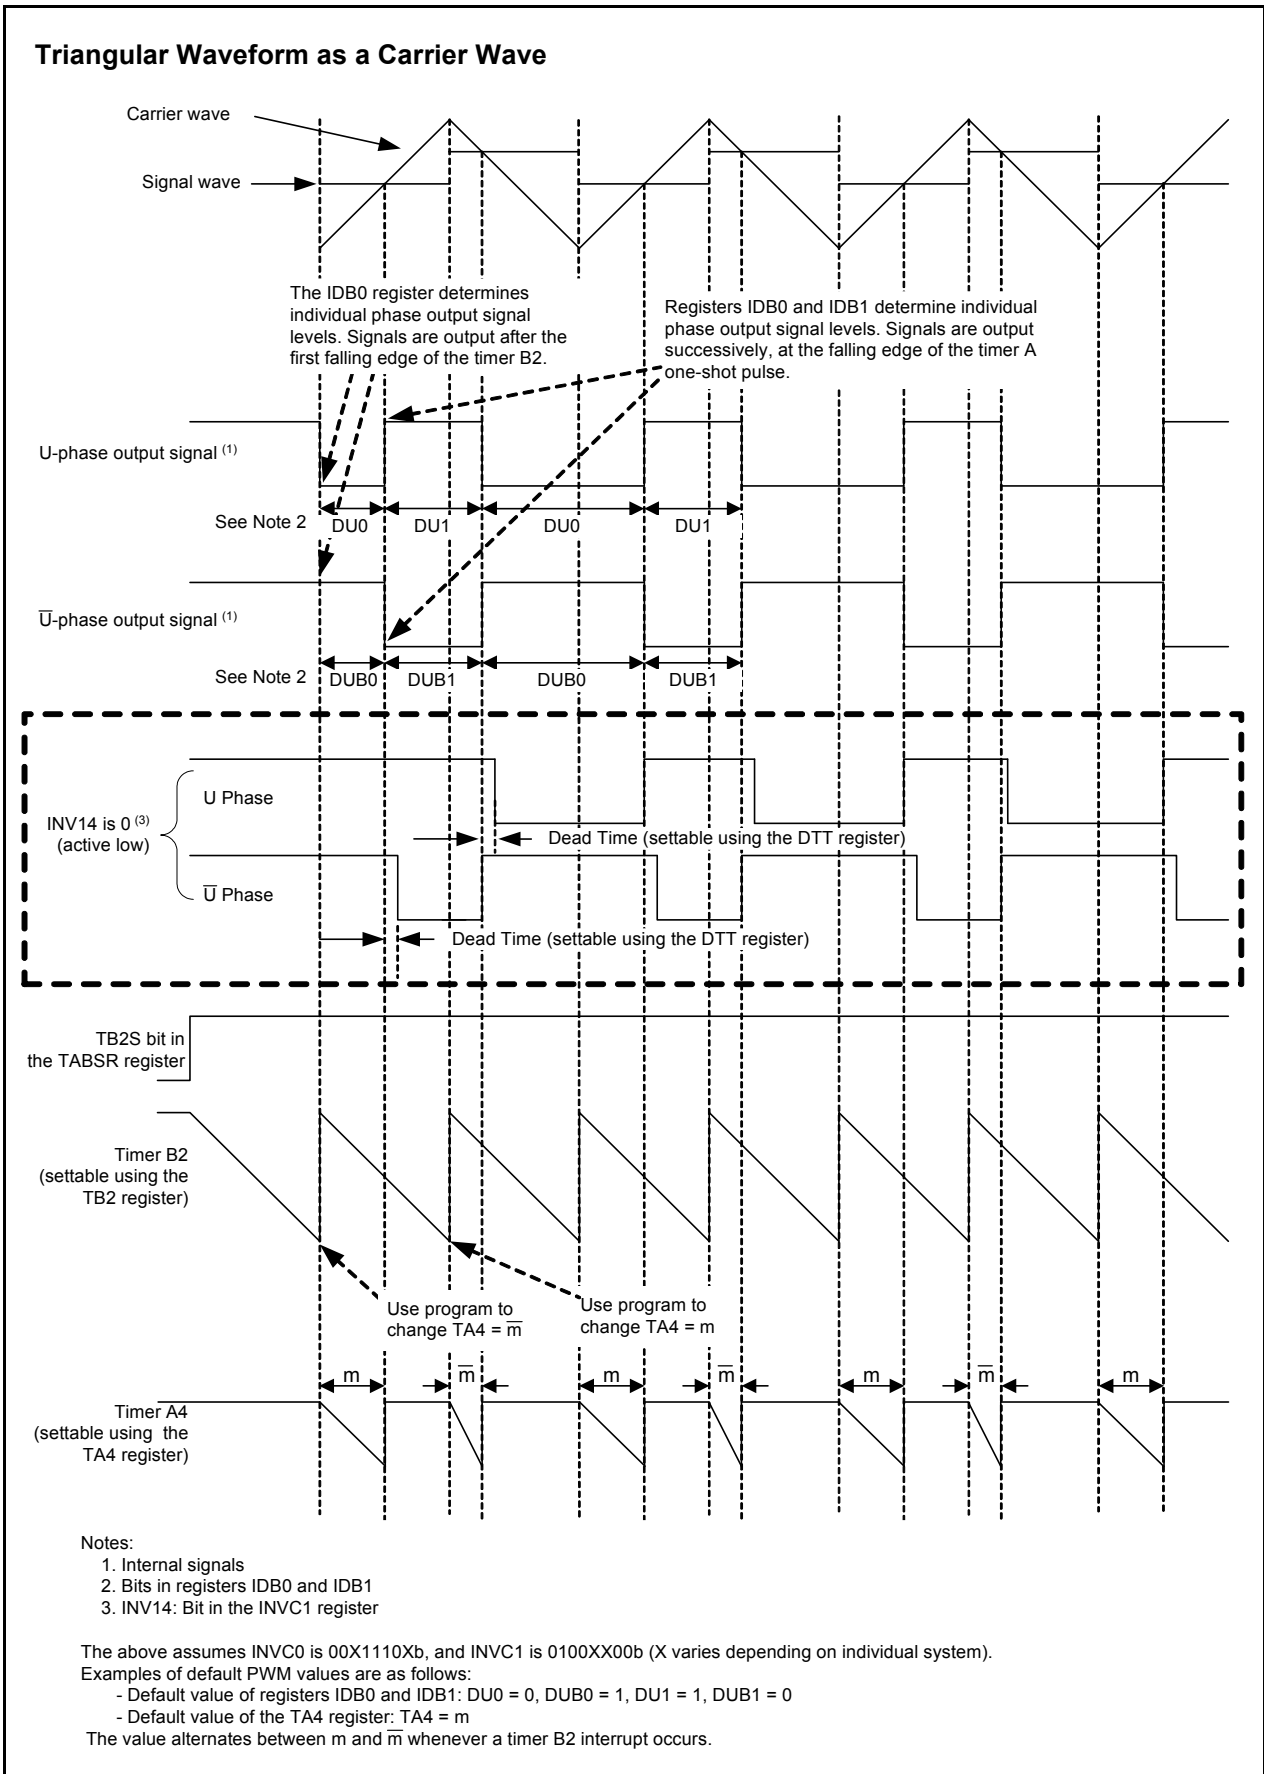 Triangular Waveform as a Carrier Wave
Carrier wave
Signal wave
The IDB0 register determines
individual phase output signal
levels. Signals are output after the
first falling edge of the timer B2.
Registers IDB0 and IDB1 determine individual
phase output signal levels. Signals are output
successively, at the falling edge of the timer A
one-shot pulse.
U-phase output signal (1)
See Note 2
DU0
DU1
DU0
DU1
U̅-phase output signal (1)
See Note 2
DUB0
DUB1
DUB0
DUB1
INV14 is 0 (3)
(active low)
U Phase
Dead Time (settable using the DTT register)
U̅ Phase
Dead Time (settable using the DTT register)
TB2S bit in
the TABSR register
Timer B2
(settable using the
TB2 register)
Use program to
change TA4 = m̅
Use program to
change TA4 = m
m
m̅
m
m̅
m
m̅
m
Timer A4
(settable using the
TA4 register)
Notes:
1. Internal signals
2. Bits in registers IDB0 and IDB1
3. INV14: Bit in the INVC1 register
The above assumes INVC0 is 00X1110Xb, and INVC1 is 0100XX00b (X varies depending on individual system).
Examples of default PWM values are as follows:
- Default value of registers IDB0 and IDB1: DU0 = 0, DUB0 = 1, DU1 = 1, DUB1 = 0
- Default value of the TA4 register: TA4 = m
The value alternates between m and m̅ whenever a timer B2 interrupt occurs.